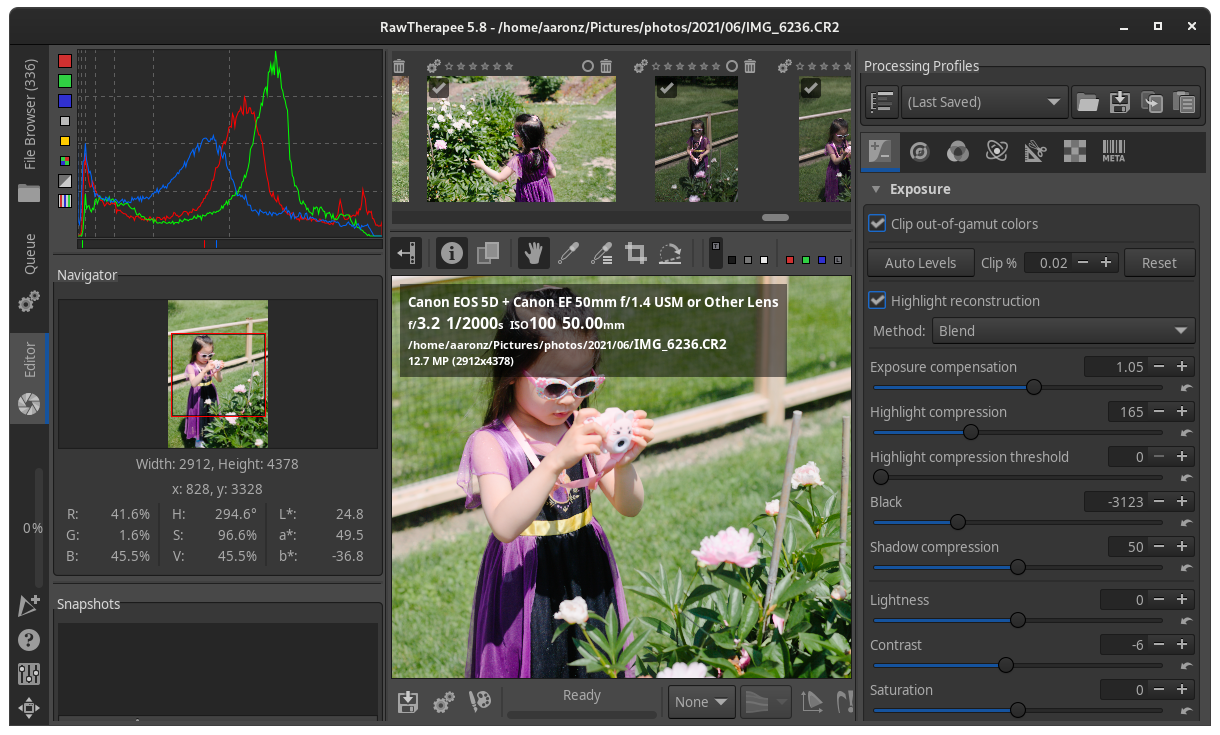 RawTherapee 5.8 - /home/aaronz/Pictures/photos/2021/06/IMG_6236.CR2
File Browser (336)
Queue
Editor
0%
Navigator
Width: 2912, Height: 4378
x: 828, y: 3328
R: 41.6% H: 294.6° L*: 24.8
G: 1.6% S: 96.6% a*: 49.5
B: 45.5% V: 45.5% b*: -36.8
Snapshots
Canon EOS 5D + Canon EF 50mm f/1.4 USM or Other Lens
f/3.2 1/2000s ISO100 50.00mm
/home/aaronz/Pictures/photos/2021/06/IMG_6236.CR2
12.7 MP (2912x4378)
Ready
None
Processing Profiles
(Last Saved)
META
Exposure
Clip out-of-gamut colors
Auto Levels Clip % 0.02 − + Reset
Highlight reconstruction
Method: Blend
Exposure compensation 1.05 − +
Highlight compression 165 − +
Highlight compression threshold 0 − +
Black -3123 − +
Shadow compression 50 − +
Lightness 0 − +
Contrast -6 − +
Saturation 0 − +